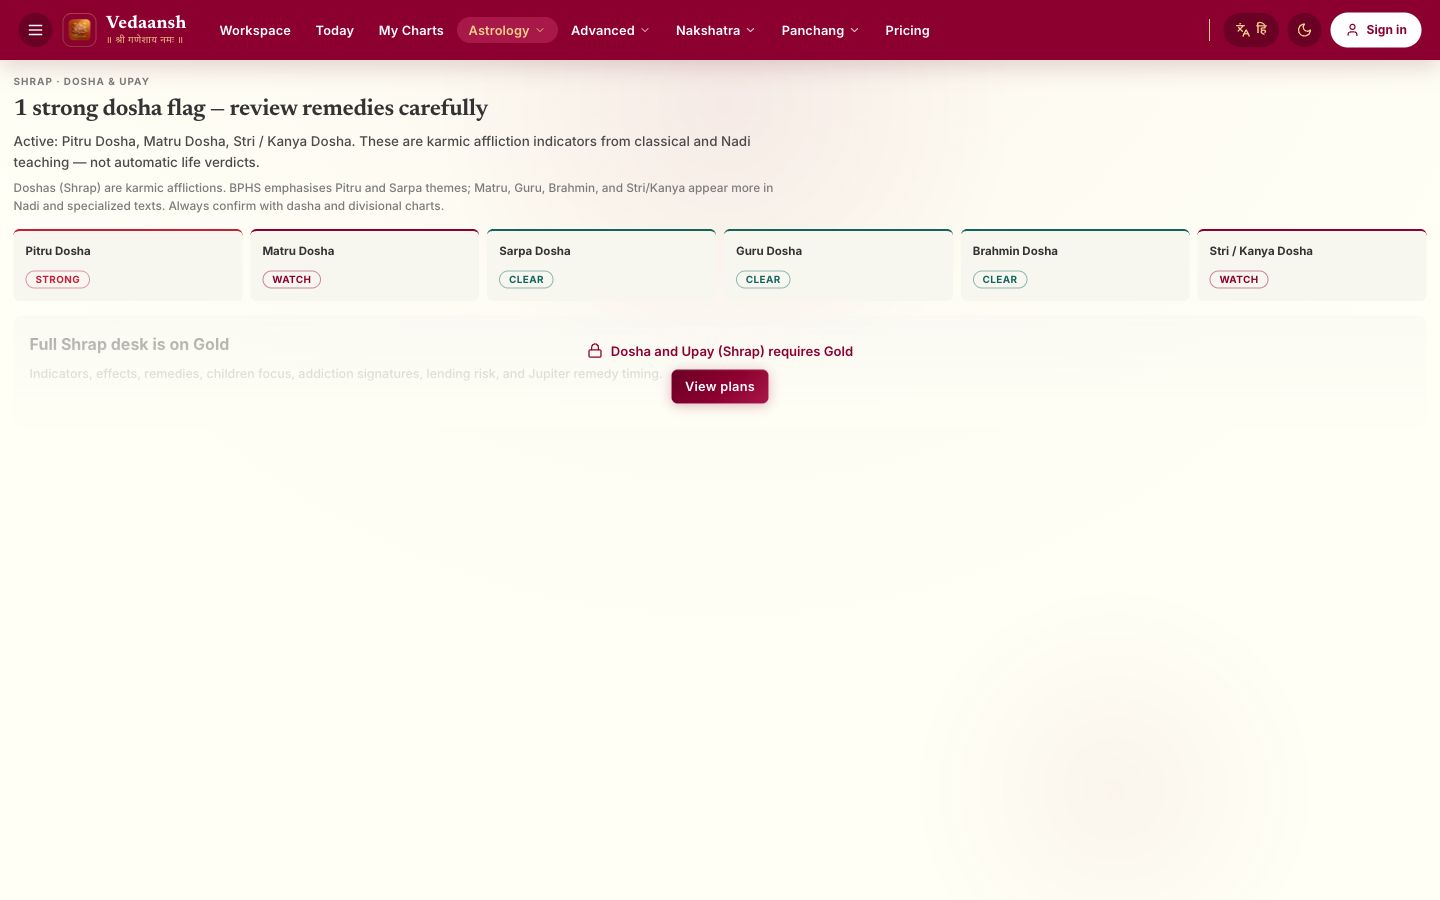 Vedaansh
॥ श्री गणेशाय नमः ॥
Workspace
Today
My Charts
Astrology
Advanced
Nakshatra
Panchang
Pricing
हि
Sign in
SHRAP · DOSHA & UPAY
1 strong dosha flag — review remedies carefully
Active: Pitru Dosha, Matru Dosha, Stri / Kanya Dosha. These are karmic affliction indicators from classical and Nadi
teaching — not automatic life verdicts.
Doshas (Shrap) are karmic afflictions. BPHS emphasises Pitru and Sarpa themes; Matru, Guru, Brahmin, and Stri/Kanya appear more in
Nadi and specialized texts. Always confirm with dasha and divisional charts.
Pitru Dosha
STRONG
Matru Dosha
WATCH
Sarpa Dosha
CLEAR
Guru Dosha
CLEAR
Brahmin Dosha
CLEAR
Stri / Kanya Dosha
WATCH
Full Shrap desk is on Gold
Indicators, effects, remedies, children focus, addiction signatures, lending risk, and Jupiter remedy timing.
Dosha and Upay (Shrap) requires Gold
View plans